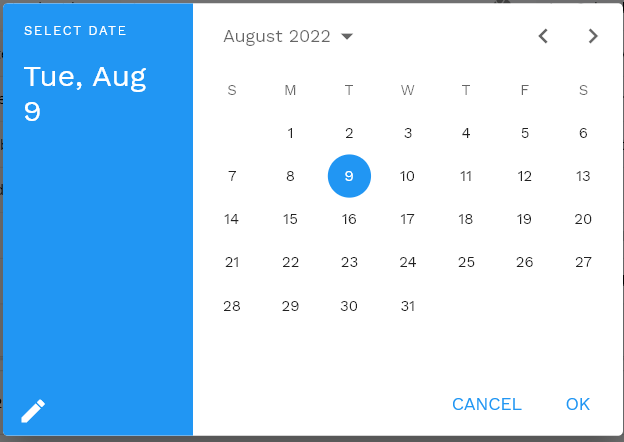 SELECT DATE
Tue, Aug
9
August 2022
S M T W T F S
1 2 3 4 5 6
7 8 9 10 11 12 13
14 15 16 17 18 19 20
21 22 23 24 25 26 27
28 29 30 31
CANCEL OK